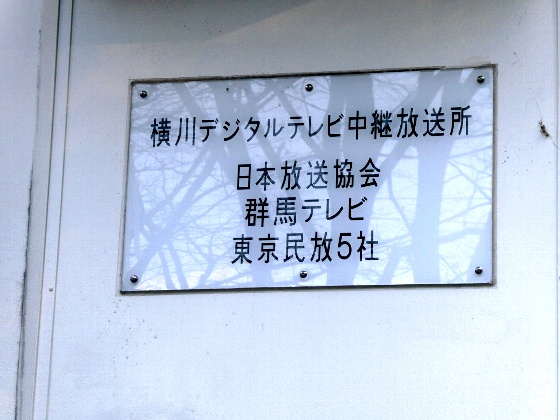 横川デジタルテレビ中継放送所
日本放送協会
群馬テレビ
東京民放5社